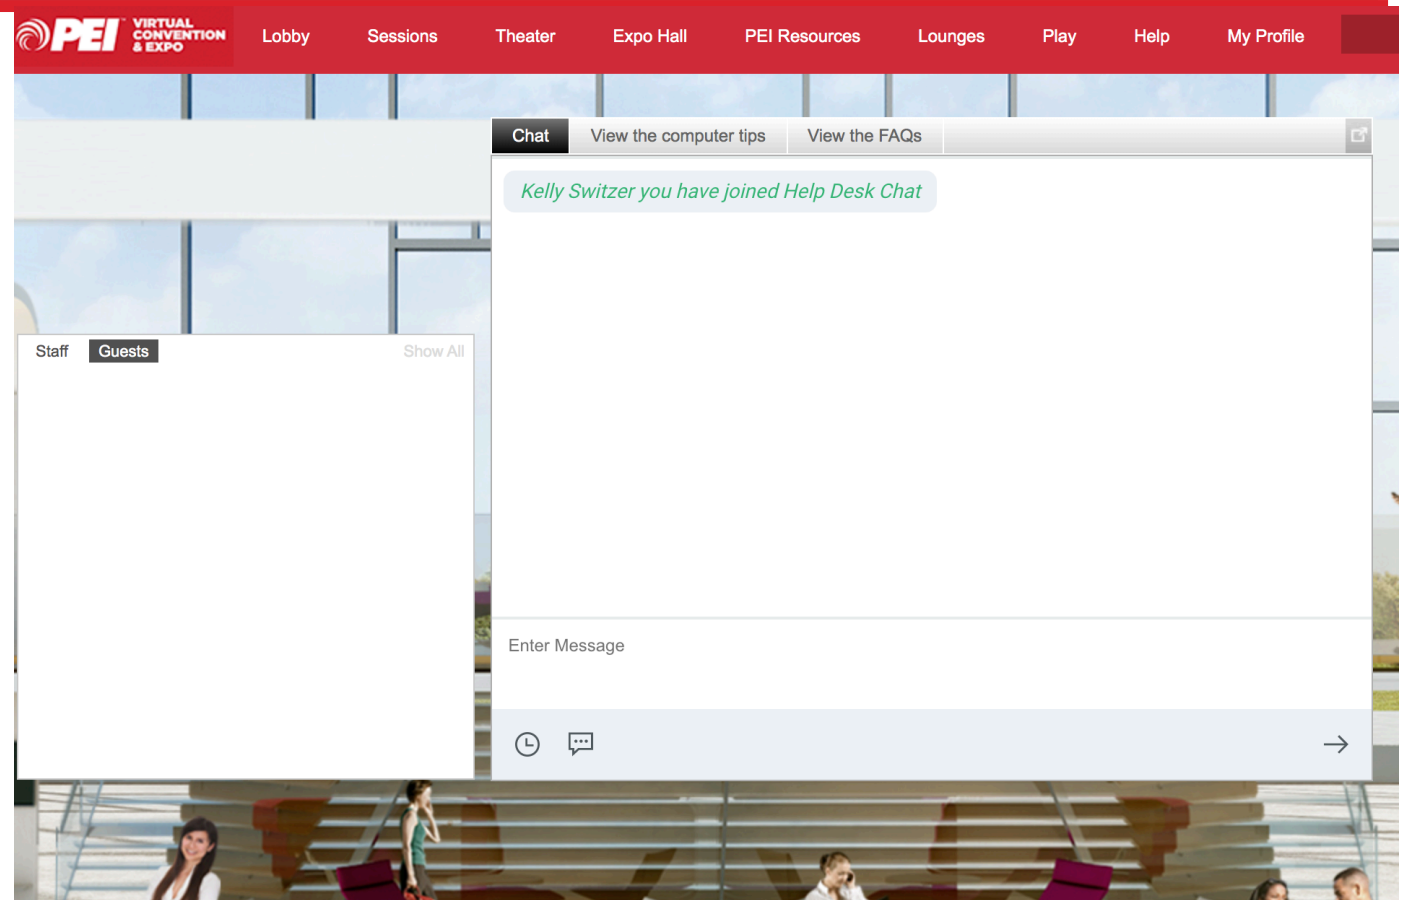 PEI VIRTUAL
CONVENTION
& EXPO
Lobby Sessions Theater Expo Hall PEI Resources Lounges Play Help My Profile
Chat View the computer tips View the FAQs
Kelly Switzer you have joined Help Desk Chat
Staff Guests Show All
Enter Message